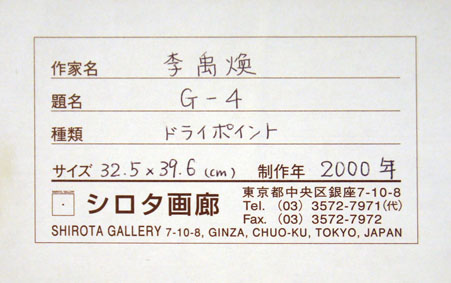 作家名 李禹煥
題名 G-4
種類 ドライポイント
サイズ 32.5×39.6(cm) 制作年 2000年
シロタ画廊
東京都中央区銀座7-10-8
Tel. (03) 3572-7971(代)
Fax. (03) 3572-7972
SHIROTA GALLERY 7-10-8, GINZA, CHUO-KU, TOKYO, JAPAN